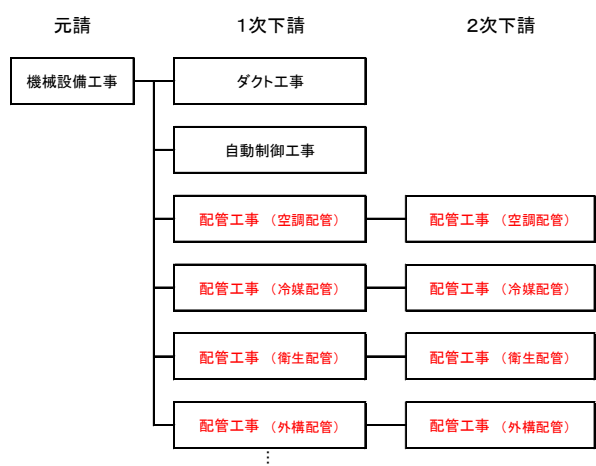 元請 1次下請 2次下請
機械設備工事 ダクト工事
自動制御工事
配管工事（空調配管） 配管工事（空調配管）
配管工事（冷媒配管） 配管工事（冷媒配管）
配管工事（衛生配管） 配管工事（衛生配管）
配管工事（外構配管） 配管工事（外構配管）
⋮